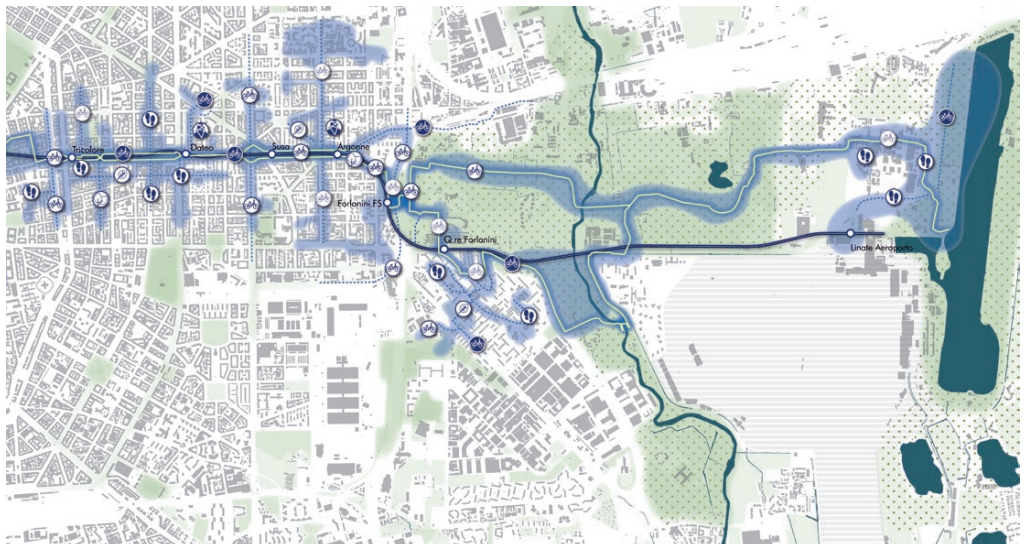 Tricolore
Dateo
Susa
Argonne
Forlanini FS
Q.re Forlanini
Linate Aeroporto